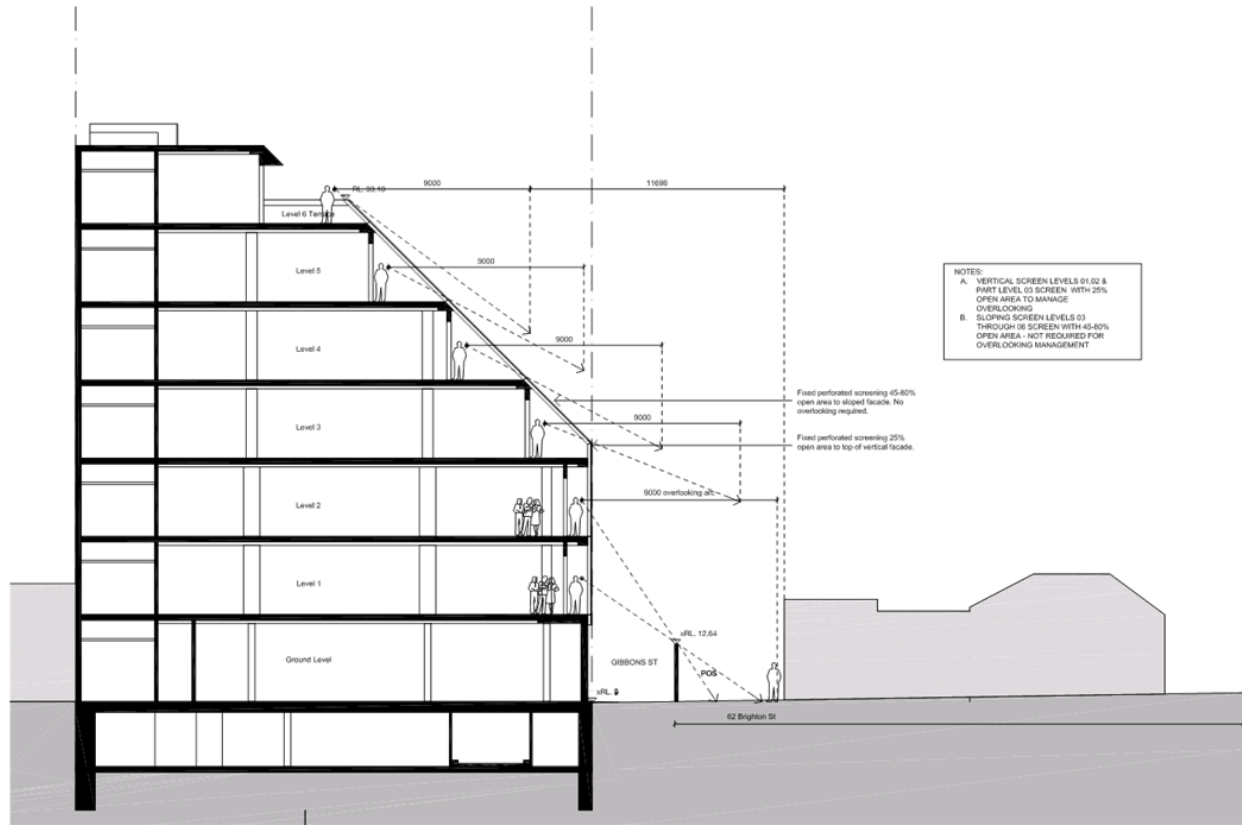 9000
11698
RL. 33.10
Level 6 Terrace
9000
Level 5
NOTES:
A. VERTICAL SCREEN LEVELS 01,02 &
PART LEVEL 03 SCREEN WITH 25%
OPEN AREA TO MANAGE
OVERLOOKING
B. SLOPING SCREEN LEVELS 03
THROUGH 06 SCREEN WITH 45-80%
OPEN AREA - NOT REQUIRED FOR
OVERLOOKING MANAGEMENT
9000
Level 4
Fixed perforated screening 45-80%
open area to sloped facade. No
overlooking required.
9000
Level 3
Fixed perforated screening 25%
open area to top of vertical facade.
9000 overlooking arc
Level 2
Level 1
xRL. 12.64
Ground Level
GIBBONS ST
POS
xRL.
62 Brighton St